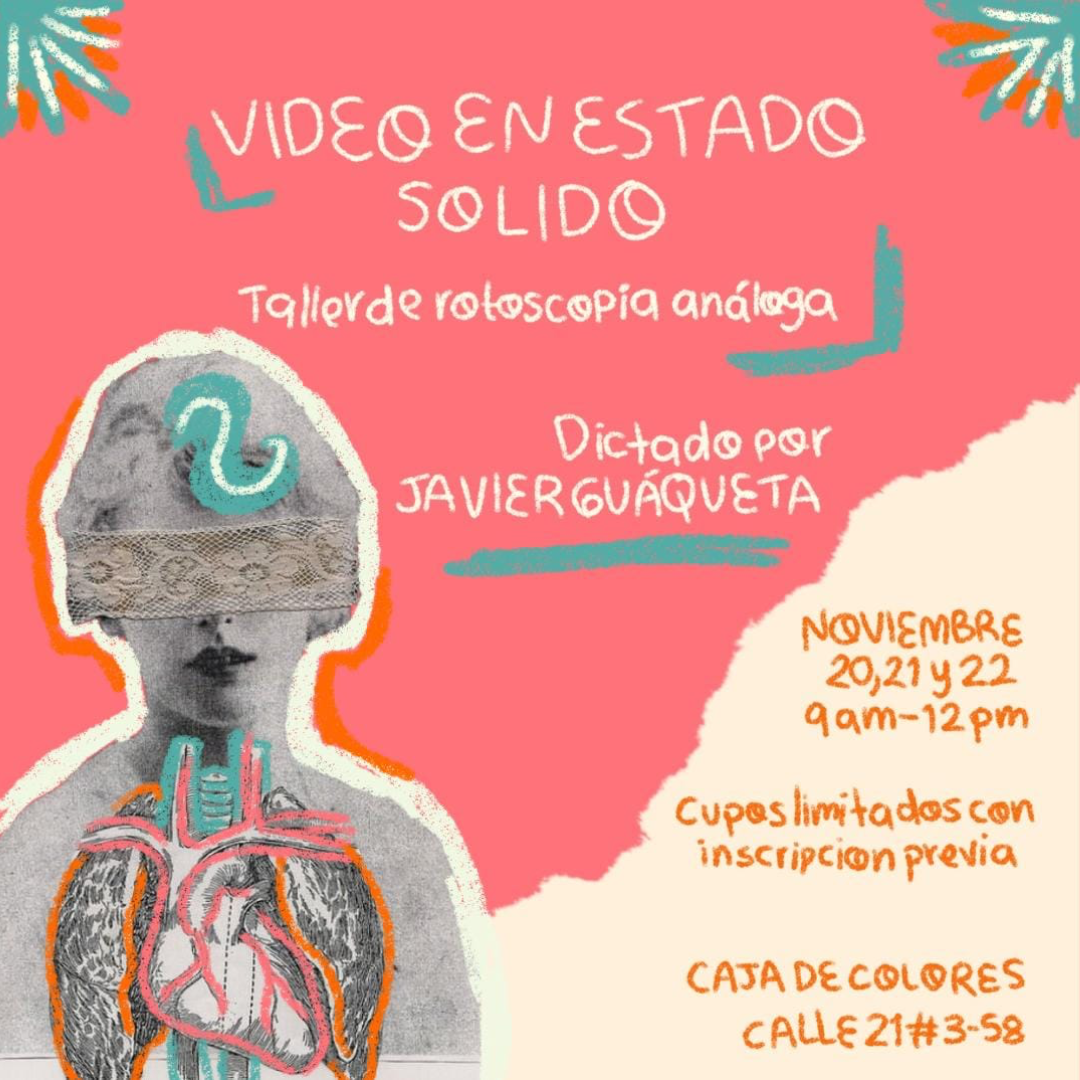 VIDEO EN ESTADO
SOLIDO
Taller de rotoscopia análoga
Dictado por
JAVIER GUÁQUETA
NOVIEMBRE
20, 21 y 22
9am-12pm
Cupos limitados con
inscripcion previa
CAJA DE COLORES
CALLE 21 # 3-58